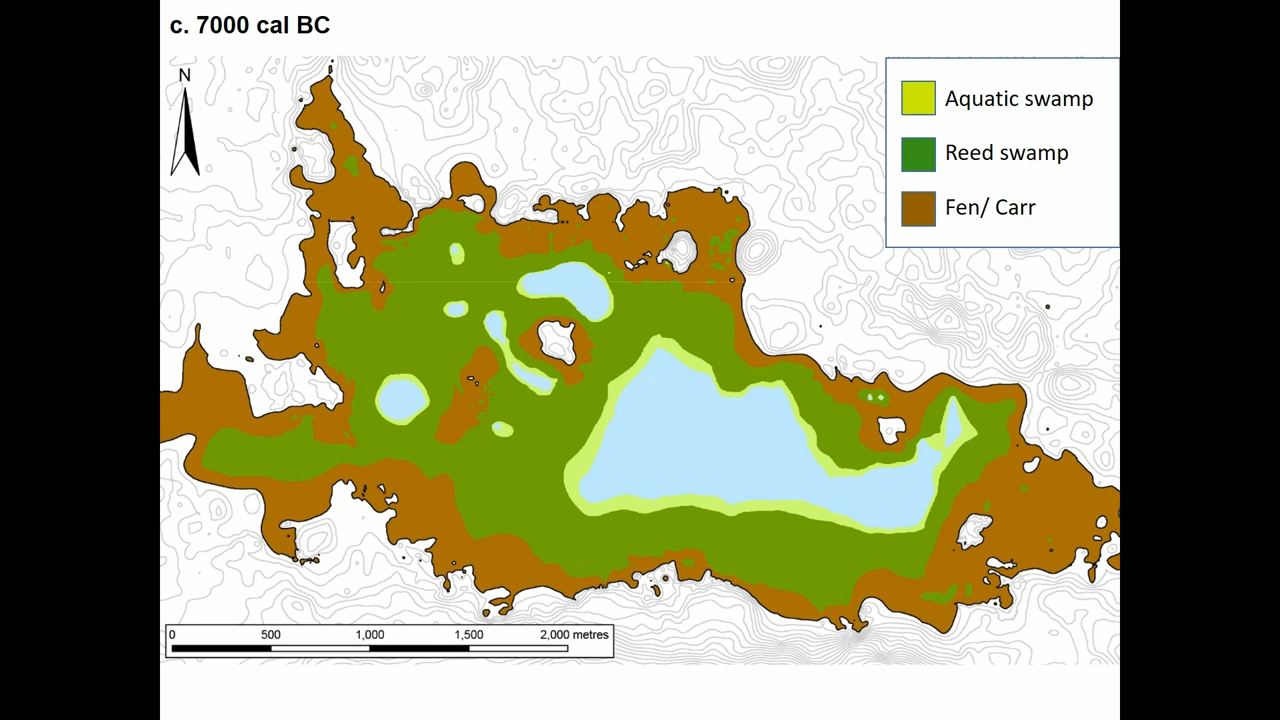 c. 7000 cal BC
N
Aquatic swamp
Reed swamp
Fen/ Carr
0 500 1,000 1,500 2,000 metres